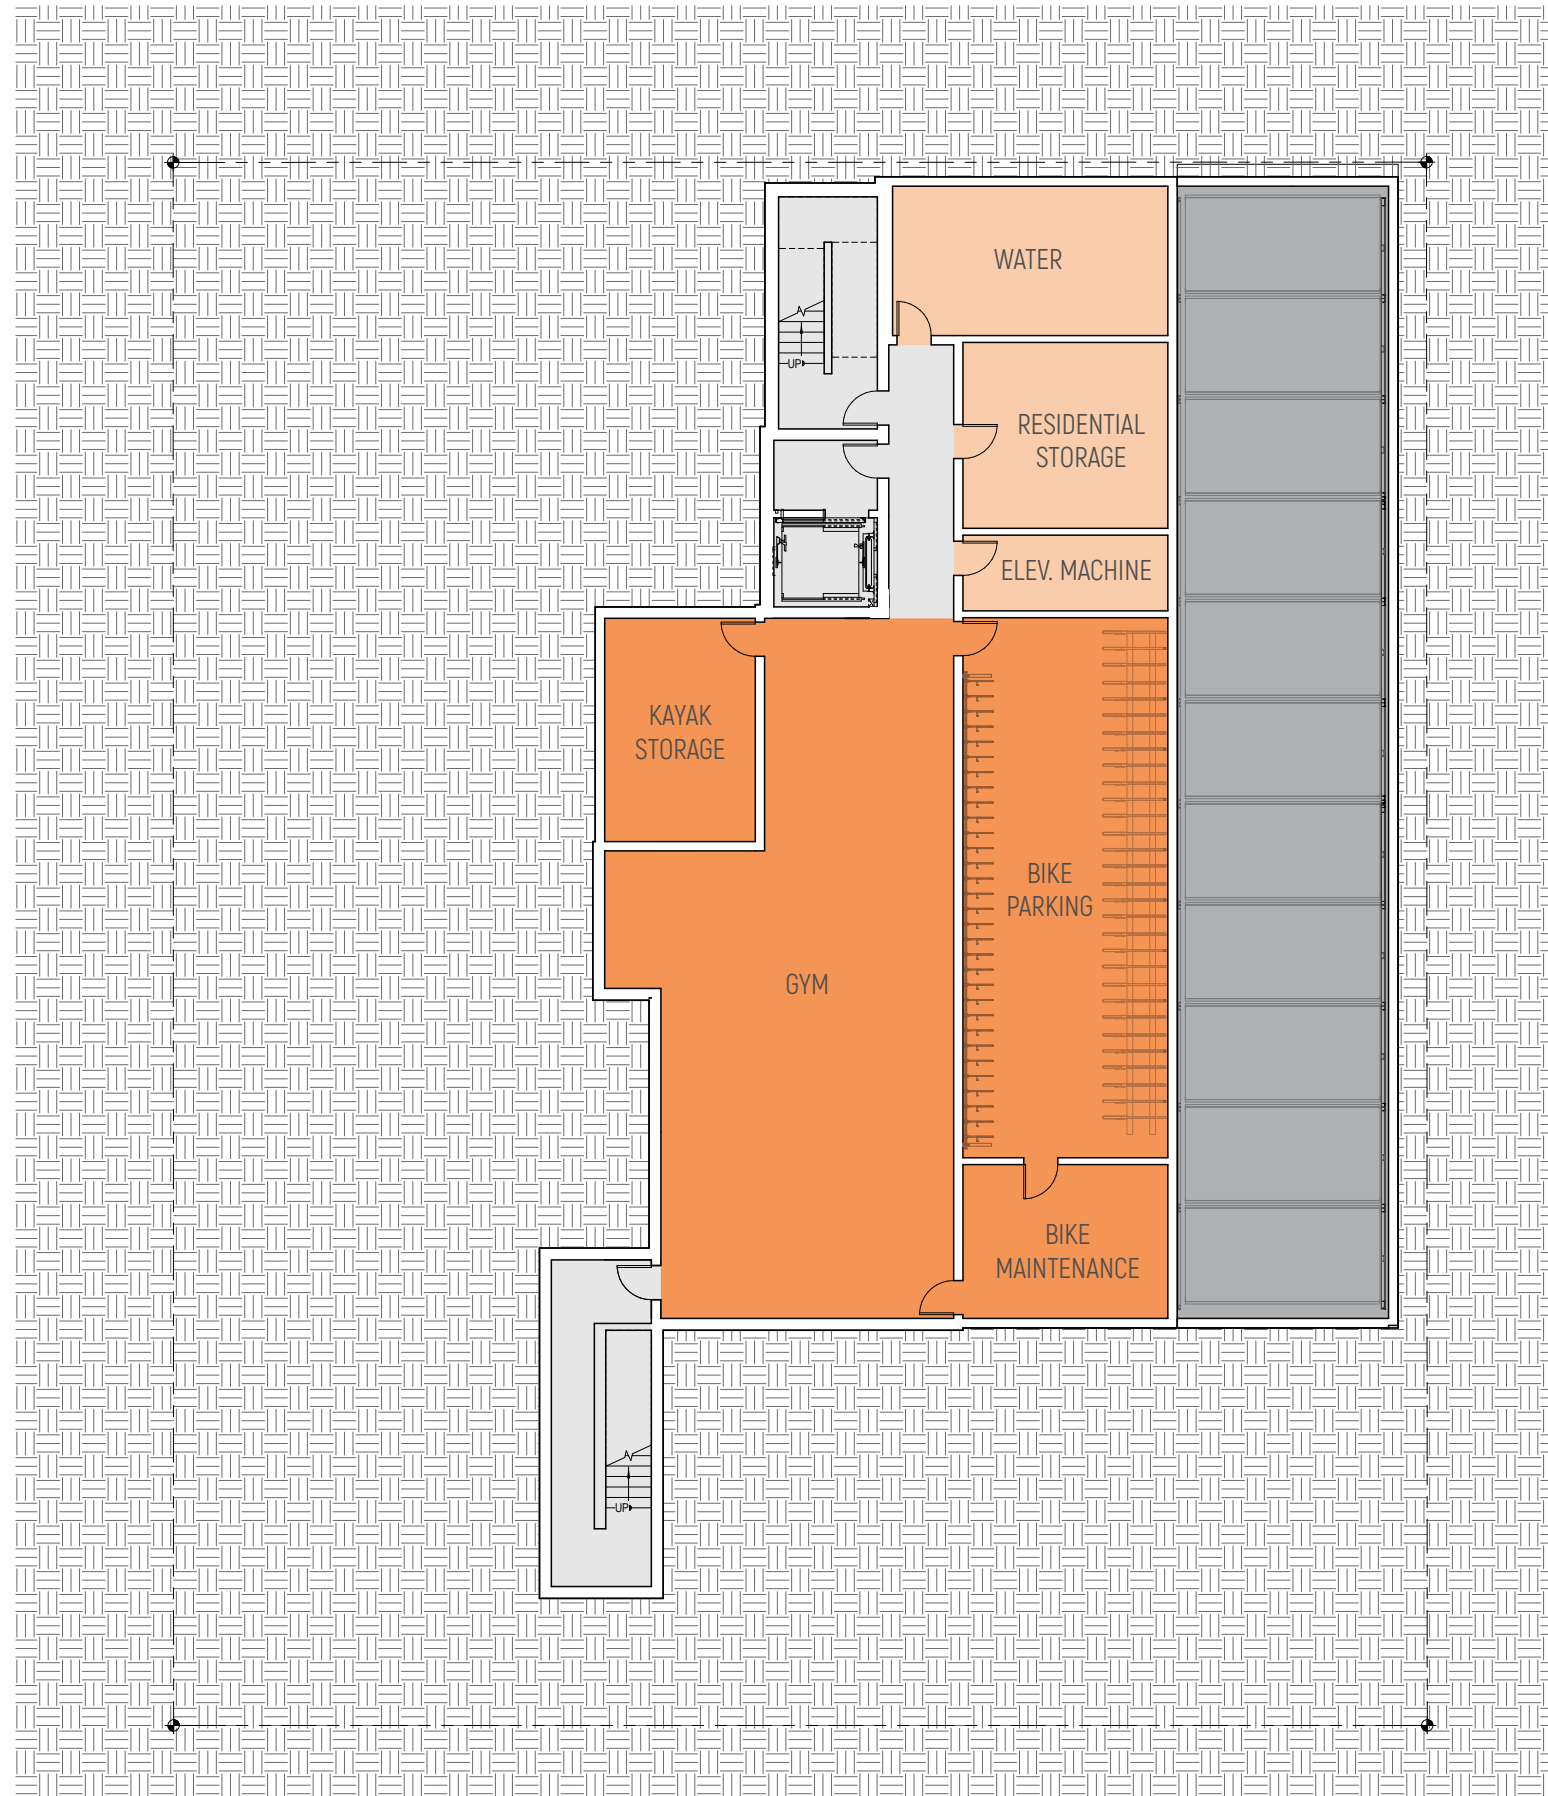 WATER
UP
RESIDENTIAL
STORAGE
ELEV. MACHINE
KAYAK
STORAGE
BIKE
PARKING
GYM
BIKE
MAINTENANCE
UP